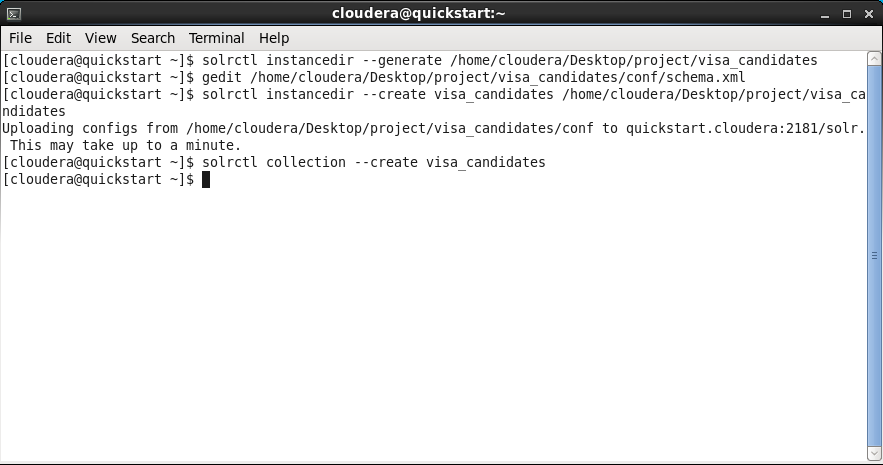 cloudera@quickstart:~
File Edit View Search Terminal Help
[cloudera@quickstart ~]$ solrctl instancedir --generate /home/cloudera/Desktop/project/visa_candidates
[cloudera@quickstart ~]$ gedit /home/cloudera/Desktop/project/visa_candidates/conf/schema.xml
[cloudera@quickstart ~]$ solrctl instancedir --create visa_candidates /home/cloudera/Desktop/project/visa_ca
ndidates
Uploading configs from /home/cloudera/Desktop/project/visa_candidates/conf to quickstart.cloudera:2181/solr.
 This may take up to a minute.
[cloudera@quickstart ~]$ solrctl collection --create visa_candidates
[cloudera@quickstart ~]$